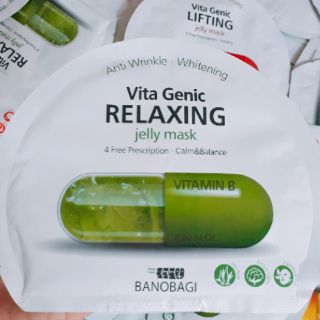 Vita Genic
LIFTING
jelly mask
Anti Wrinkle · Whitening
Vita Genic
RELAXING
jelly mask
4 Free Prescription · Calm&Balance
VITAMIN B
BANOBAGI